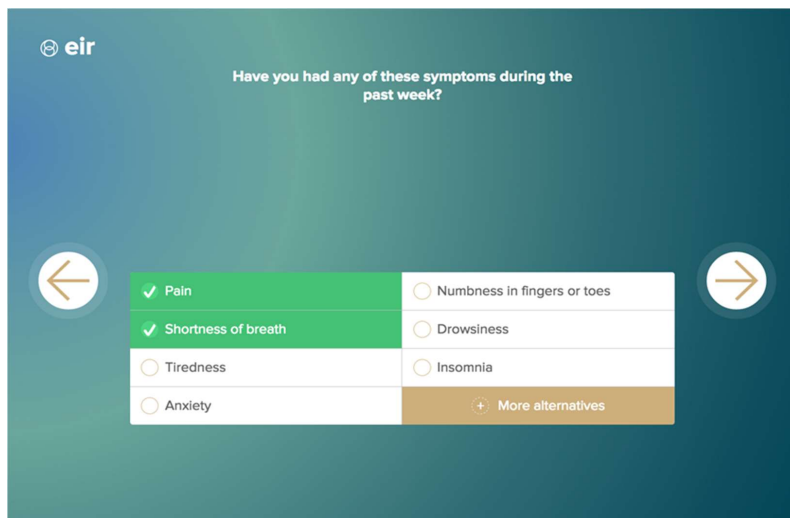 eir
Have you had any of these symptoms during the
past week?
Pain
Numbness in fingers or toes
Shortness of breath
Drowsiness
Tiredness
Insomnia
Anxiety
More alternatives